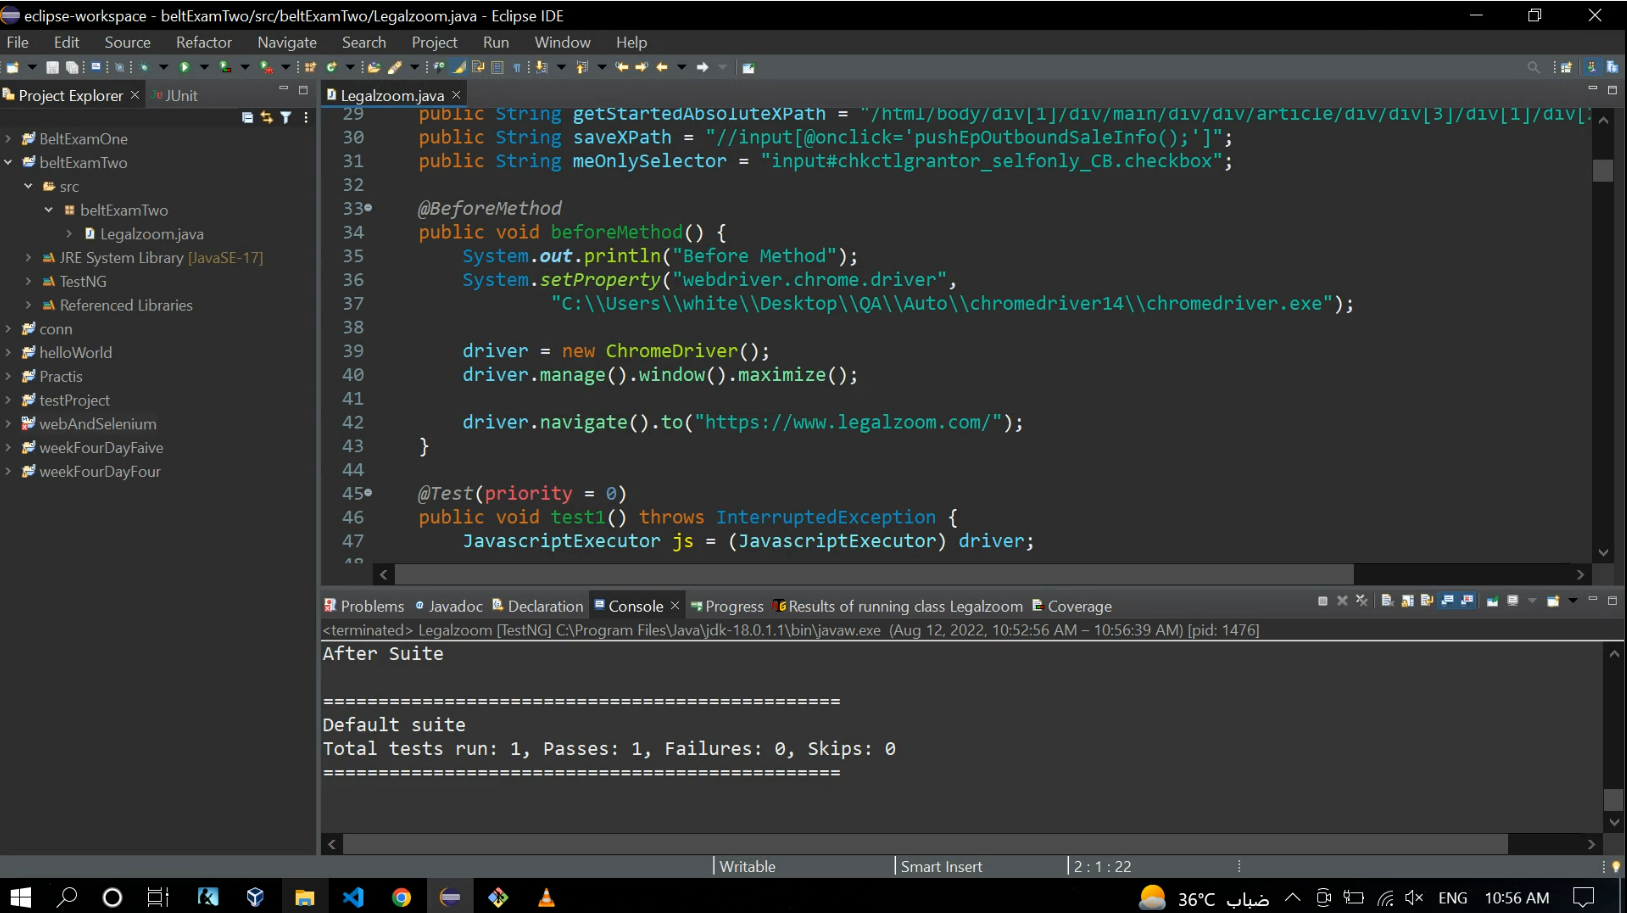 eclipse-workspace - beltExamTwo/src/beltExamTwo/Legalzoom.java - Eclipse IDE
File Edit Source Refactor Navigate Search Project Run Window Help
Project Explorer JUnit
BeltExamOne
beltExamTwo
src
beltExamTwo
Legalzoom.java
JRE System Library [JavaSE-17]
TestNG
Referenced Libraries
conn
helloWorld
Practis
testProject
webAndSelenium
weekFourDayFaive
weekFourDayFour
Legalzoom.java
29 public String getStartedAbsoluteXPath = "/html/body/div[1]/div/main/div/div/article/div/div[3]/div[1]/div[
30 public String saveXPath = "//input[@onclick='pushEpOutboundSaleInfo();']";
31 public String meOnlySelector = "input#chkctlgrantor_selfonly_CB.checkbox";
32
33 @BeforeMethod
34 public void beforeMethod() {
35 System.out.println("Before Method");
36 System.setProperty("webdriver.chrome.driver",
37 "C:\\Users\\white\\Desktop\\QA\\Auto\\chromedriver14\\chromedriver.exe");
38
39 driver = new ChromeDriver();
40 driver.manage().window().maximize();
41
42 driver.navigate().to("https://www.legalzoom.com/");
43 }
44
45 @Test(priority = 0)
46 public void test1() throws InterruptedException {
47 JavascriptExecutor js = (JavascriptExecutor) driver;
48
Problems Javadoc Declaration Console Progress Results of running class Legalzoom Coverage
<terminated> Legalzoom [TestNG] C:\Program Files\Java\jdk-18.0.1.1\bin\javaw.exe (Aug 12, 2022, 10:52:56 AM – 10:56:39 AM) [pid: 1476]
After Suite
===============================================
Default suite
Total tests run: 1, Passes: 1, Failures: 0, Skips: 0
===============================================
Writable Smart Insert 2 : 1 : 22
36°C ضباب ENG 10:56 AM